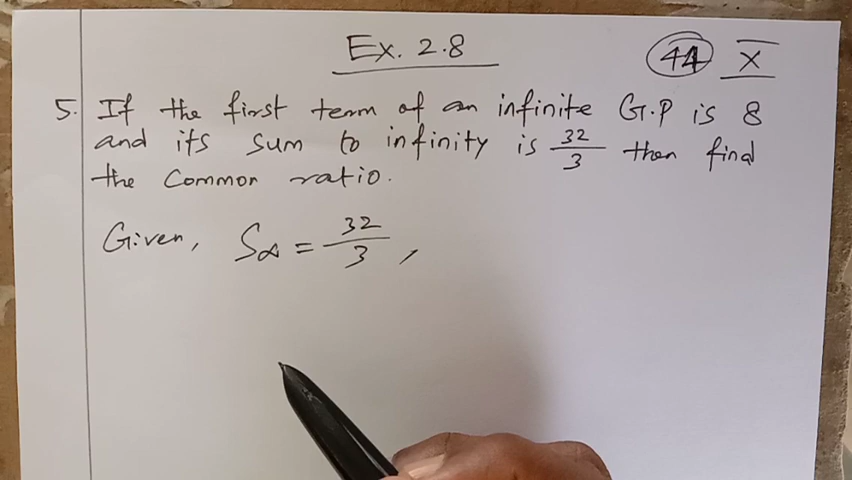 Ex. 2.8
44 X
5. If the first term of an infinite G.P is 8
and its sum to infinity is 32/3 then find
the common ratio.
Given, S∞ = 32/3 ,